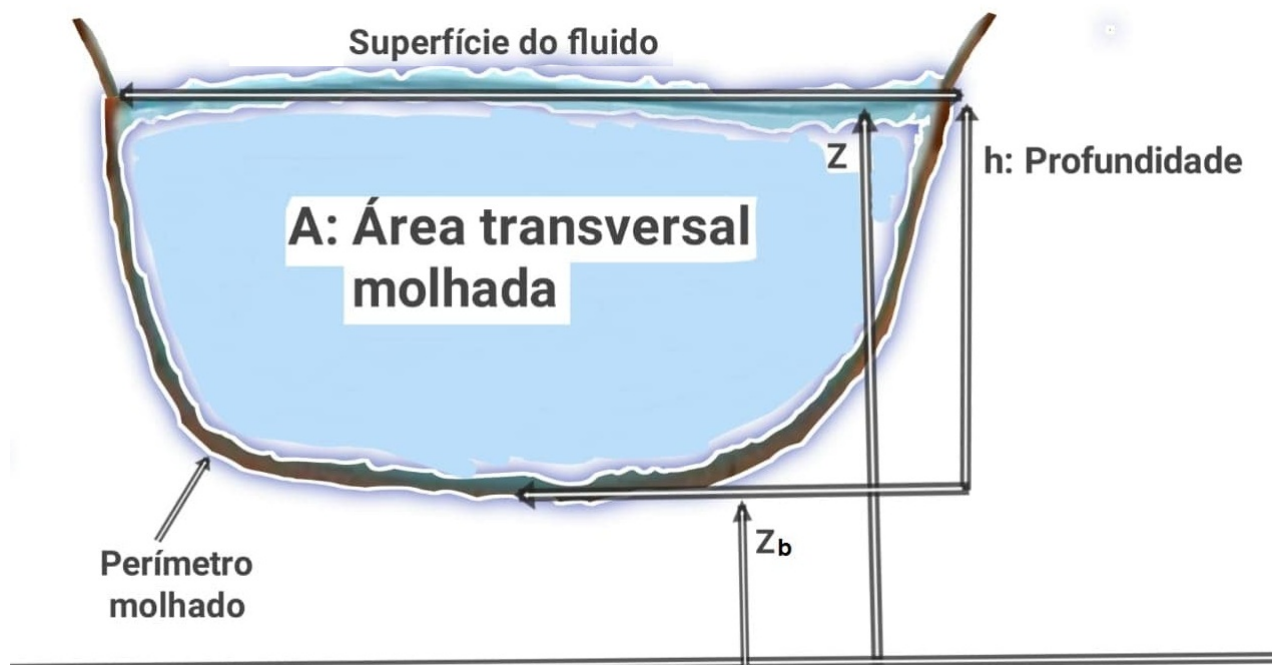 Superfície do fluido
Z
h: Profundidade
A: Área transversal
molhada
Zb
Perímetro
molhado